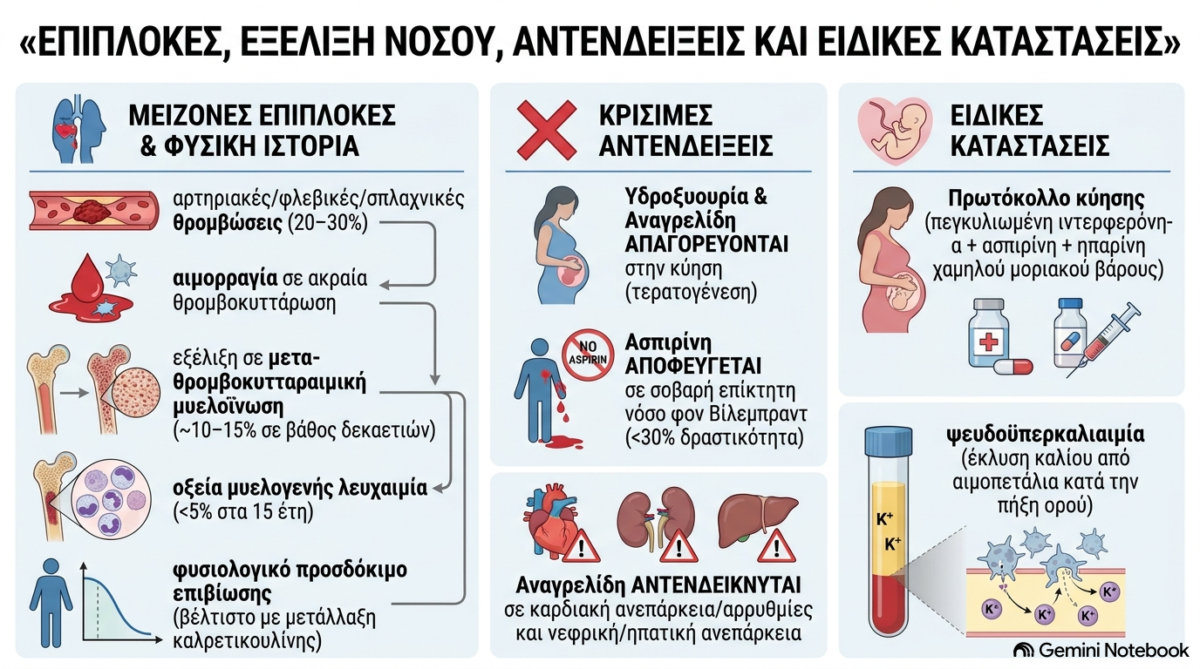 «ΕΠΙΠΛΟΚΕΣ, ΕΞΕΛΙΞΗ ΝΟΣΟΥ, ΑΝΤΕΝΔΕΙΞΕΙΣ ΚΑΙ ΕΙΔΙΚΕΣ ΚΑΤΑΣΤΑΣΕΙΣ»
ΜΕΙΖΟΝΕΣ ΕΠΙΠΛΟΚΕΣ
& ΦΥΣΙΚΗ ΙΣΤΟΡΙΑ
αρτηριακές/φλεβικές/σπλαχνικές
θρομβώσεις (20–30%)
αιμορραγία σε ακραία
θρομβοκυττάρωση
εξέλιξη σε μετα-
θρομβοκυτταραιμική
μυελοϊνωση
(~10–15% σε βάθος δεκαετιών)
οξεία μυελογενής λευχαιμία
(<5% στα 15 έτη)
φυσιολογικό προσδόκιμο
επιβίωσης
(βέλτιστο με μετάλλαξη
καλρετικουλίνης)
ΚΡΙΣΙΜΕΣ
ΑΝΤΕΝΔΕΙΞΕΙΣ
Υδροξυουρία &
Αναγρελίδη
ΑΠΑΓΟΡΕΥΟΝΤΑΙ
στην κύηση
(τερατογένεση)
NO
ASPIRIN
Ασπιρίνη
ΑΠΟΦΕΥΓΕΤΑΙ
σε σοβαρή επίκτητη
νόσο φον Βίλεμπραντ
(<30% δραστικότητα)
Αναγρελίδη ΑΝΤΕΝΔΕΙΚΝΥΤΑΙ
σε καρδιακή ανεπάρκεια/αρρυθμίες
και νεφρική/ηπατική ανεπάρκεια
ΕΙΔΙΚΕΣ
ΚΑΤΑΣΤΑΣΕΙΣ
Πρωτόκολλο κύησης
(πεγκυλιωμένη ιντερφερόνη-
α + ασπιρίνη + ηπαρίνη
χαμηλού μοριακού βάρους)
ψευδοϋπερκαλιαιμία
(έκλυση καλίου από
αιμοπετάλια κατά την
πήξη ορού)
K⁺
K⁺
K⁺
K⁺
K⁺
K⁺
Gemini Notebook